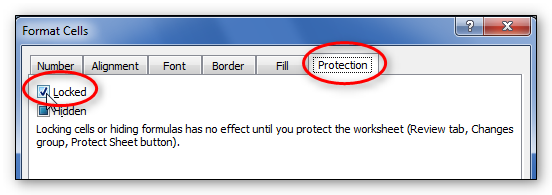 Format Cells
?
Number Alignment Font Border Fill Protection
Locked
Hidden
Locking cells or hiding formulas has no effect until you protect the worksheet (Review tab, Changes
group, Protect Sheet button).